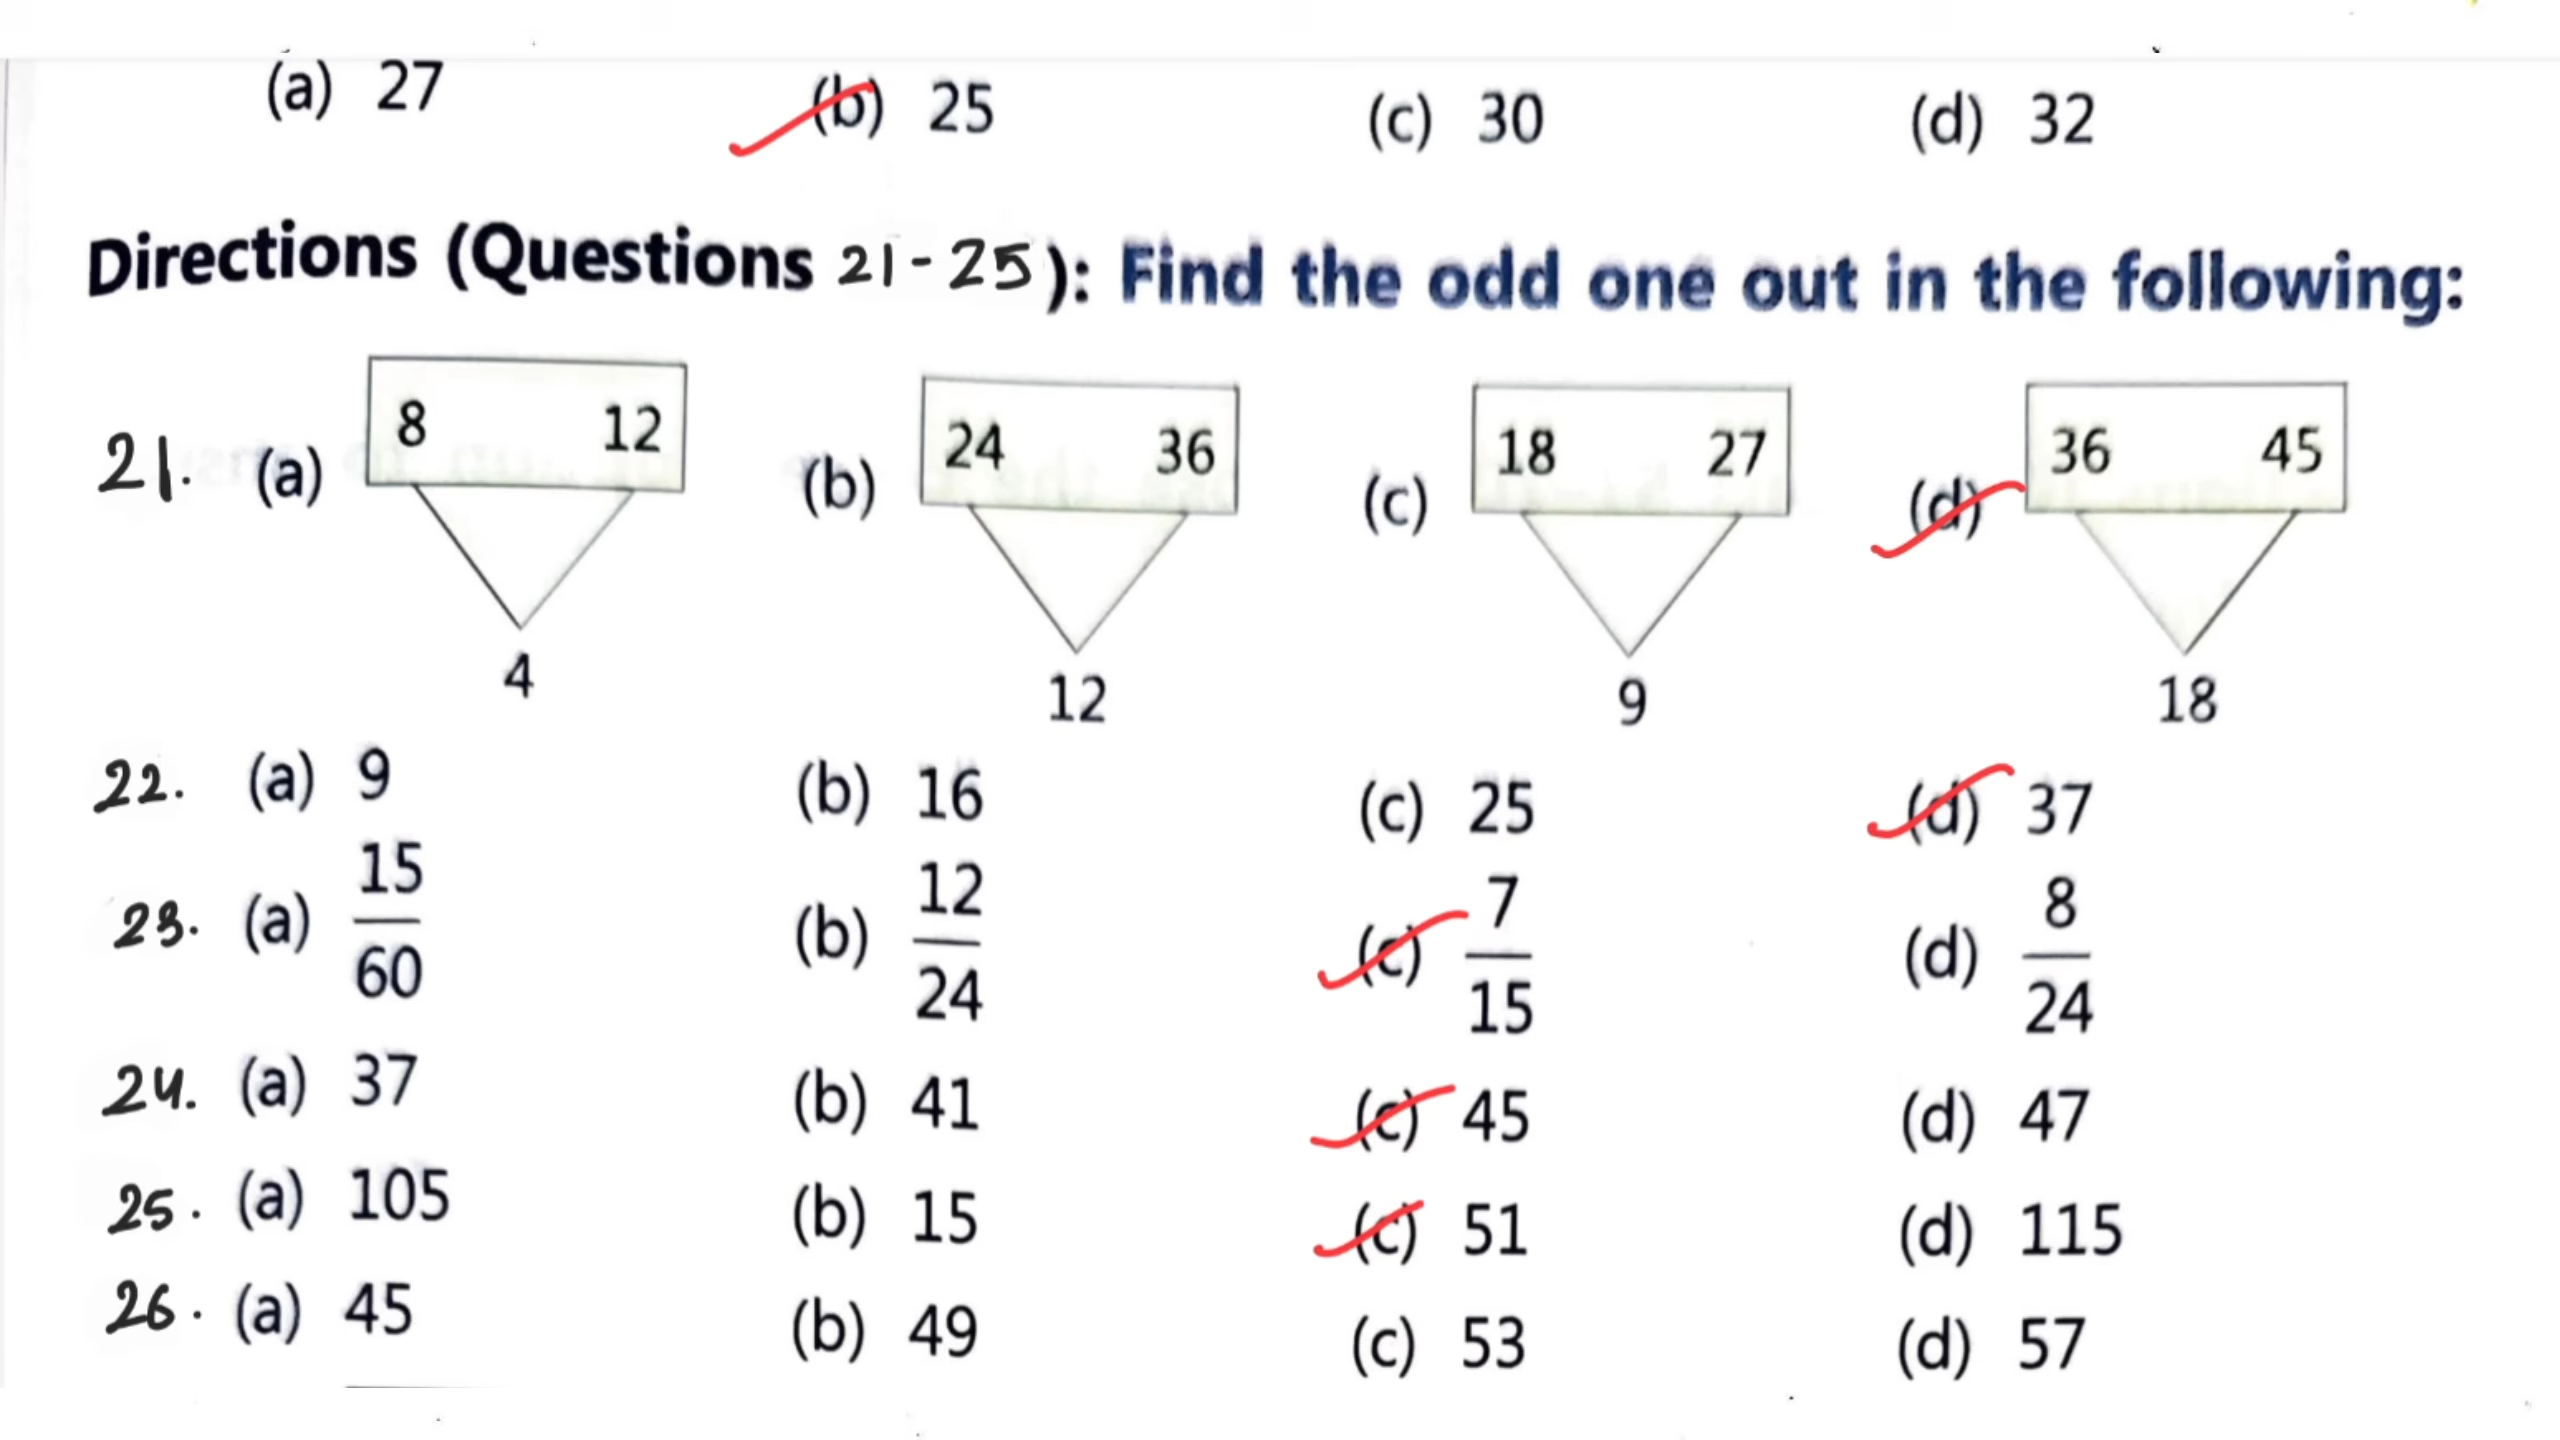 (a) 27 (b) 25 (c) 30 (d) 32
Directions (Questions 21-25): Find the odd one out in the following:
21. (a) 8 12 (b) 24 36 (c) 18 27 (d) 36 45
4 12 9 18
22. (a) 9 (b) 16 (c) 25 (d) 37
23. (a) 15/60 (b) 12/24 (c) 7/15 (d) 8/24
24. (a) 37 (b) 41 (c) 45 (d) 47
25. (a) 105 (b) 15 (c) 51 (d) 115
26. (a) 45 (b) 49 (c) 53 (d) 57